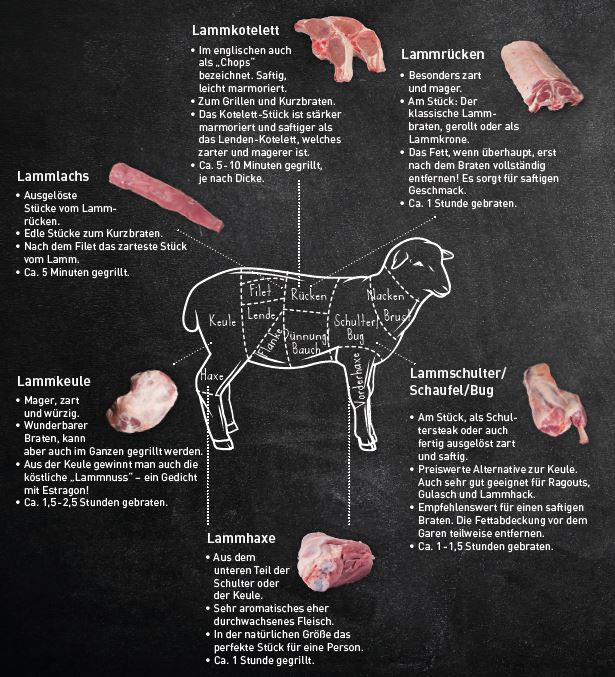 Lammkotelett
• Im englischen auch
als „Chops“
bezeichnet. Saftig,
leicht marmoriert.
• Zum Grillen und Kurzbraten.
• Das Kotelett-Stück ist stärker
marmoriert und saftiger als
das Lenden-Kotelett, welches
zarter und magerer ist.
• Ca. 5-10 Minuten gegrillt,
je nach Dicke.
Lammrücken
• Besonders zart
und mager.
• Am Stück: Der
klassische Lamm-
braten, gerollt oder als
Lammkrone.
• Das Fett, wenn überhaupt, erst
nach dem Braten vollständig
entfernen! Es sorgt für saftigen
Geschmack.
• Ca. 1 Stunde gebraten.
Lammlachs
• Ausgelöste
Stücke vom Lamm-
rücken.
• Edle Stücke zum Kurzbraten.
• Nach dem Filet das zarteste Stück
vom Lamm.
• Ca. 5 Minuten gegrillt.
Filet
Rücken
Nacken
Keule
Lende
Flanke
Dünnung
Bauch
Schulter
Bug
Brust
Haxe
Vorderhaxe
Lammkeule
• Mager, zart
und würzig.
• Wunderbarer
Braten, kann
aber auch im Ganzen gegrillt werden.
• Aus der Keule gewinnt man auch die
köstliche „Lammnuss“ – ein Gedicht
mit Estragon!
• Ca. 1,5-2,5 Stunden gebraten.
Lammschulter/
Schaufel/Bug
• Am Stück, als Schul-
tersteak oder auch
fertig ausgelöst zart
und saftig.
• Preiswerte Alternative zur Keule.
Auch sehr gut geeignet für Ragouts,
Gulasch und Lammhack.
• Empfehlenswert für einen saftigen
Braten. Die Fettabdeckung vor dem
Garen teilweise entfernen.
• Ca. 1-1,5 Stunden gebraten.
Lammhaxe
• Aus dem
unteren Teil der
Schulter oder
der Keule.
• Sehr aromatisches eher
durchwachsenes Fleisch.
• In der natürlichen Größe das
perfekte Stück für eine Person.
• Ca. 1 Stunde gegrillt.